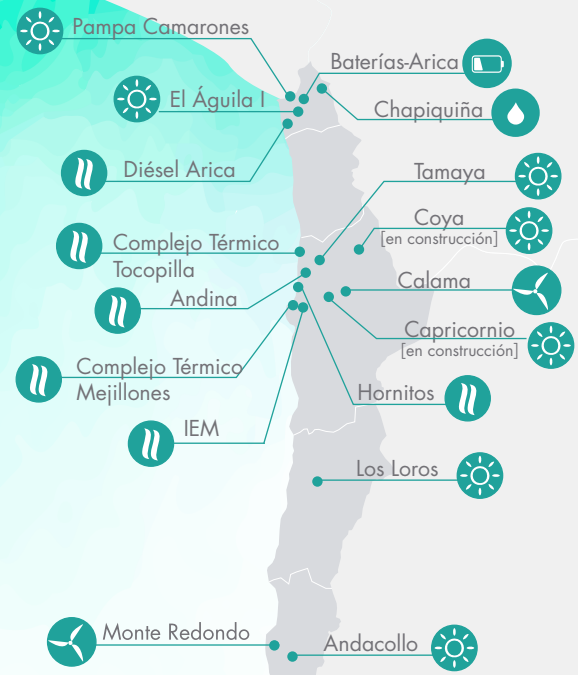 Pampa Camarones
Baterías-Arica
El Águila I
Chapiquiña
Diésel Arica
Tamaya
Coya
[en construcción]
Complejo Térmico
Tocopilla
Calama
Andina
Capricornio
[en construcción]
Complejo Térmico
Mejillones
Hornitos
IEM
Los Loros
Monte Redondo
Andacollo